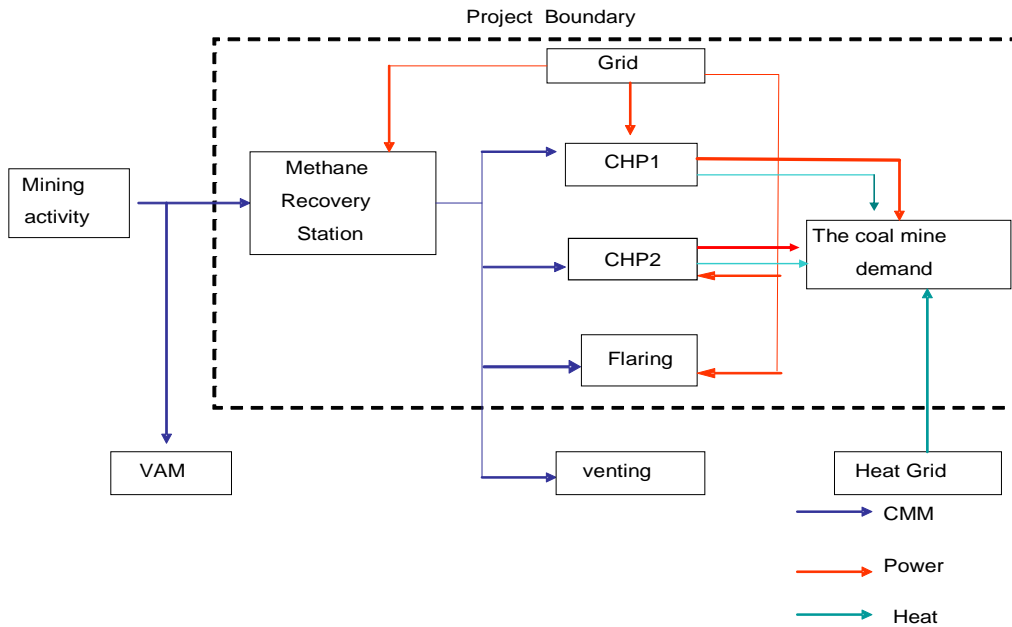 Project Boundary
Grid
CHP1
Methane
Recovery
Station
Mining
activity
The coal mine
demand
CHP2
Flaring
VAM
venting
Heat Grid
CMM
Power
Heat